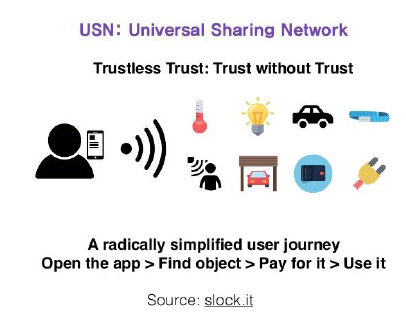 USN: Universal Sharing Network
Trustless Trust: Trust without Trust
A radically simplified user journey
Open the app > Find object > Pay for it > Use it
Source: slock.it